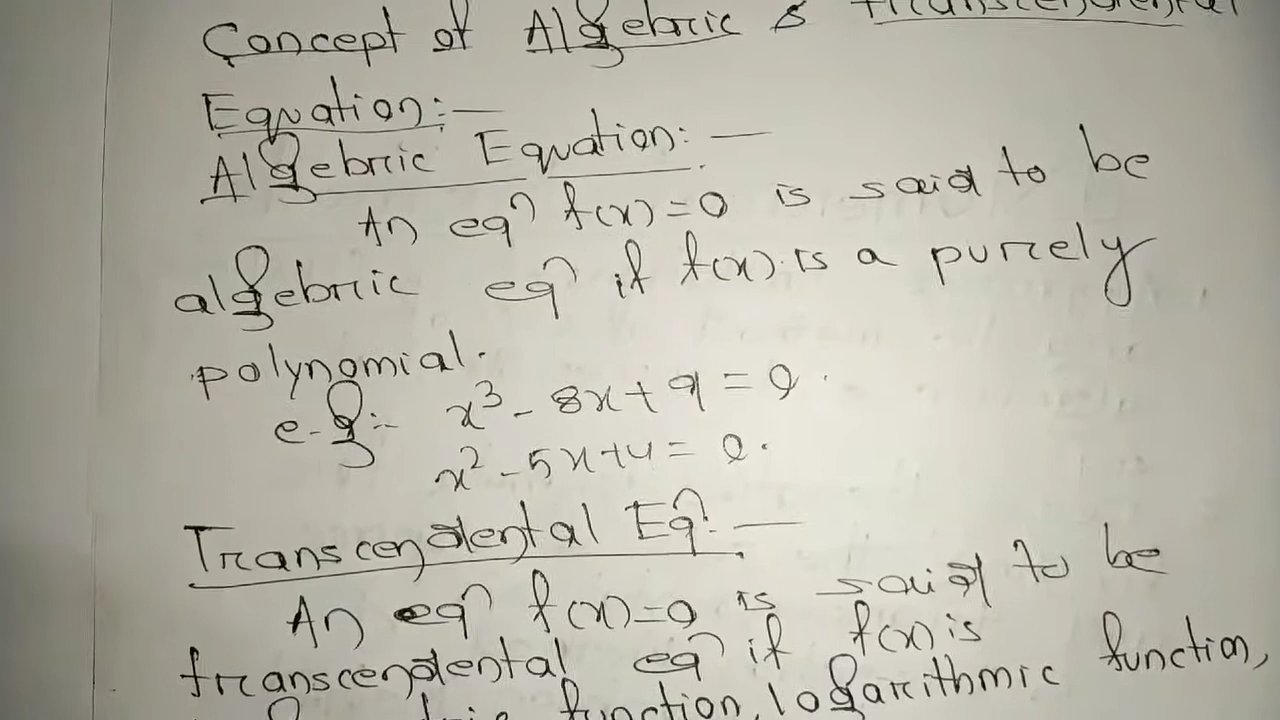 Concept of Algebric & Transcendental
Equation:—
Algebric Equation:—
An eqn f(x)=0 is said to be
algebric eqn if f(x) is a purely
polynomial.
e.g:- x³ - 8x + 9 = 0.
x² - 5x + 4 = 0.
Transcendental Eqn:—
An eqn f(x)=0 is said to be
transcendental eqn if f(x) is
function, logarithmic function,